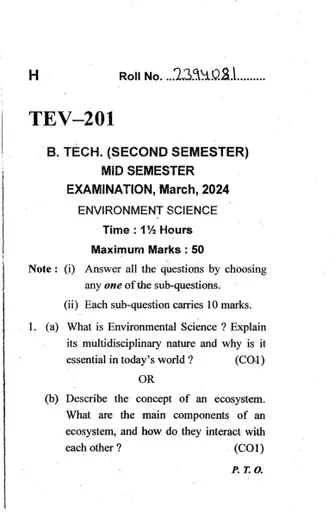 H Roll No. ...2394081.........
TEV–201
B. TECH. (SECOND SEMESTER)
MID SEMESTER
EXAMINATION, March, 2024
ENVIRONMENT SCIENCE
Time : 1½ Hours
Maximum Marks : 50
Note : (i) Answer all the questions by choosing
any one of the sub-questions.
(ii) Each sub-question carries 10 marks.
1. (a) What is Environmental Science ? Explain
its multidisciplinary nature and why is it
essential in today's world ? (CO1)
OR
(b) Describe the concept of an ecosystem.
What are the main components of an
ecosystem, and how do they interact with
each other ? (CO1)
P. T. O.